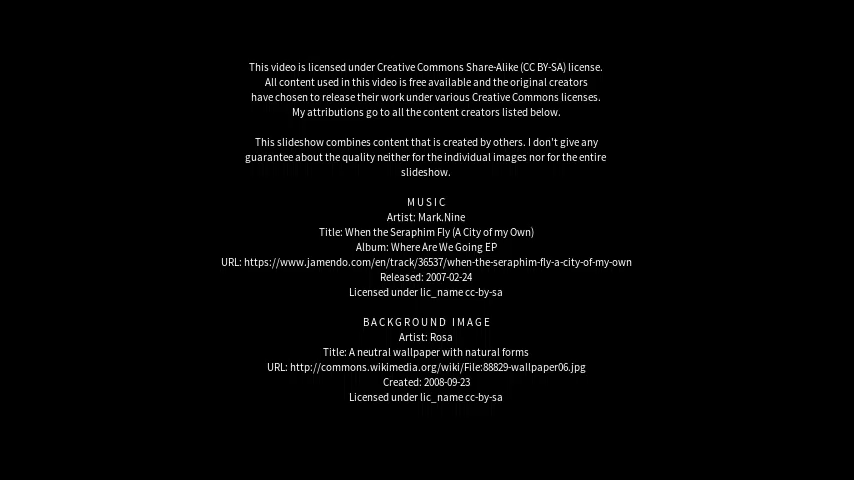 This video is licensed under Creative Commons Share-Alike (CC BY-SA) license.
All content used in this video is free available and the original creators
have chosen to release their work under various Creative Commons licenses.
My attributions go to all the content creators listed below.
This slideshow combines content that is created by others. I don't give any
guarantee about the quality neither for the individual images nor for the entire
slideshow.
MUSIC
Artist: Mark.Nine
Title: When the Seraphim Fly (A City of my Own)
Album: Where Are We Going EP
URL: https://www.jamendo.com/en/track/36537/when-the-seraphim-fly-a-city-of-my-own
Released: 2007-02-24
Licensed under lic_name cc-by-sa
BACKGROUND IMAGE
Artist: Rosa
Title: A neutral wallpaper with natural forms
URL: http://commons.wikimedia.org/wiki/File:88829-wallpaper06.jpg
Created: 2008-09-23
Licensed under lic_name cc-by-sa